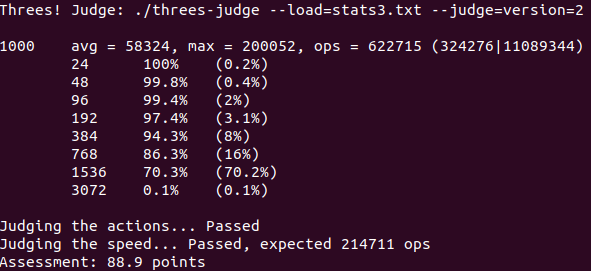 Threes! Judge: ./threes-judge --load=stats3.txt --judge=version=2
1000 avg = 58324, max = 200052, ops = 622715 (324276|11089344)
24 100% (0.2%)
48 99.8% (0.4%)
96 99.4% (2%)
192 97.4% (3.1%)
384 94.3% (8%)
768 86.3% (16%)
1536 70.3% (70.2%)
3072 0.1% (0.1%)
Judging the actions... Passed
Judging the speed... Passed, expected 214711 ops
Assessment: 88.9 points